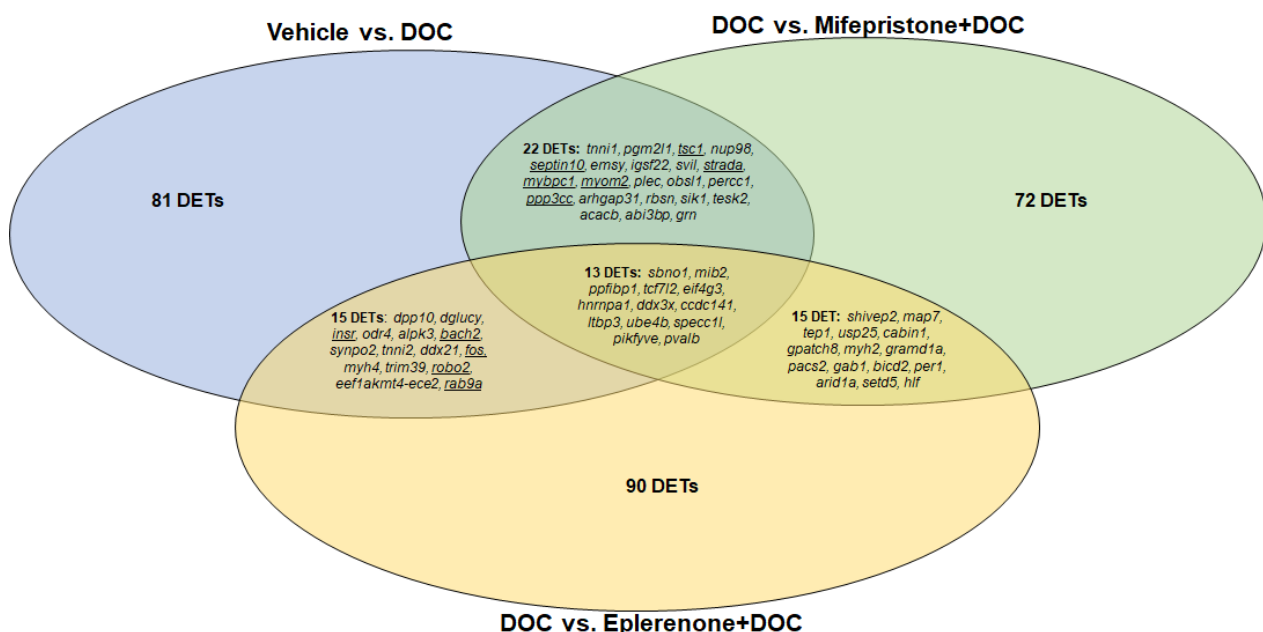 Vehicle vs. DOC
DOC vs. Mifepristone+DOC
22 DETs: tnni1, pgm2l1, tsc1, nup98,
septin10, emsy, igsf22, svil, strada,
mybpc1, myom2, plec, obsl1, percc1,
ppp3cc, arhgap31, rbsn, sik1, tesk2,
acacb, abi3bp, grn
81 DETs
72 DETs
13 DETs: sbno1, mib2,
ppfibp1, tcf7l2, eif4g3,
hnrnpa1, ddx3x, ccdc141,
ltbp3, ube4b, specc1l,
pikfyve, pvalb
15 DETs: dpp10, dglucy,
insr, odr4, alpk3, bach2,
synpo2, tnni2, ddx21, fos,
myh4, trim39, robo2,
eef1akmt4-ece2, rab9a
15 DET: shivep2, map7,
tep1, usp25, cabin1,
gpatch8, myh2, gramd1a,
pacs2, gab1, bicd2, per1,
arid1a, setd5, hlf
90 DETs
DOC vs. Eplerenone+DOC